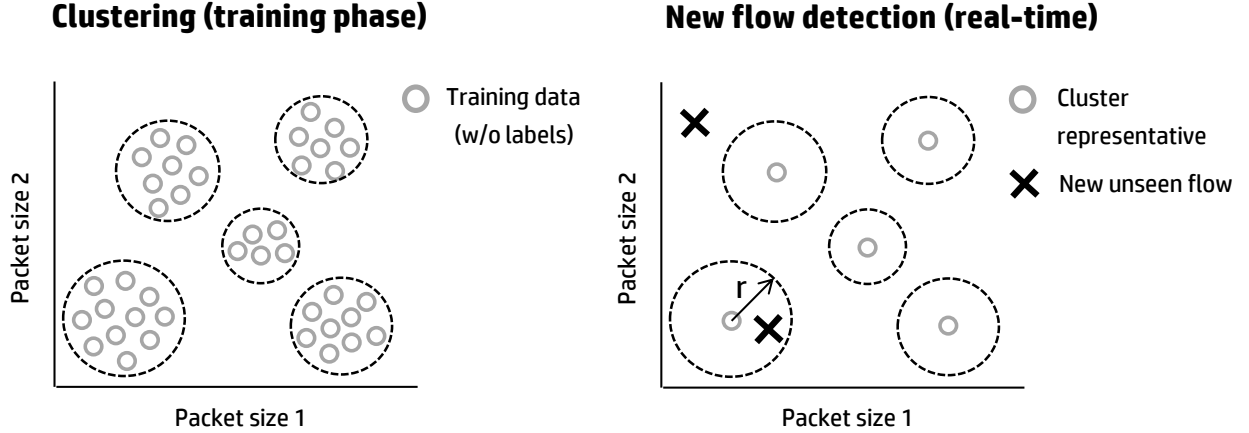 Clustering (training phase)
Packet size 2
Training data
(w/o labels)
Packet size 1
New flow detection (real-time)
Packet size 2
r
Cluster
representative
New unseen flow
Packet size 1